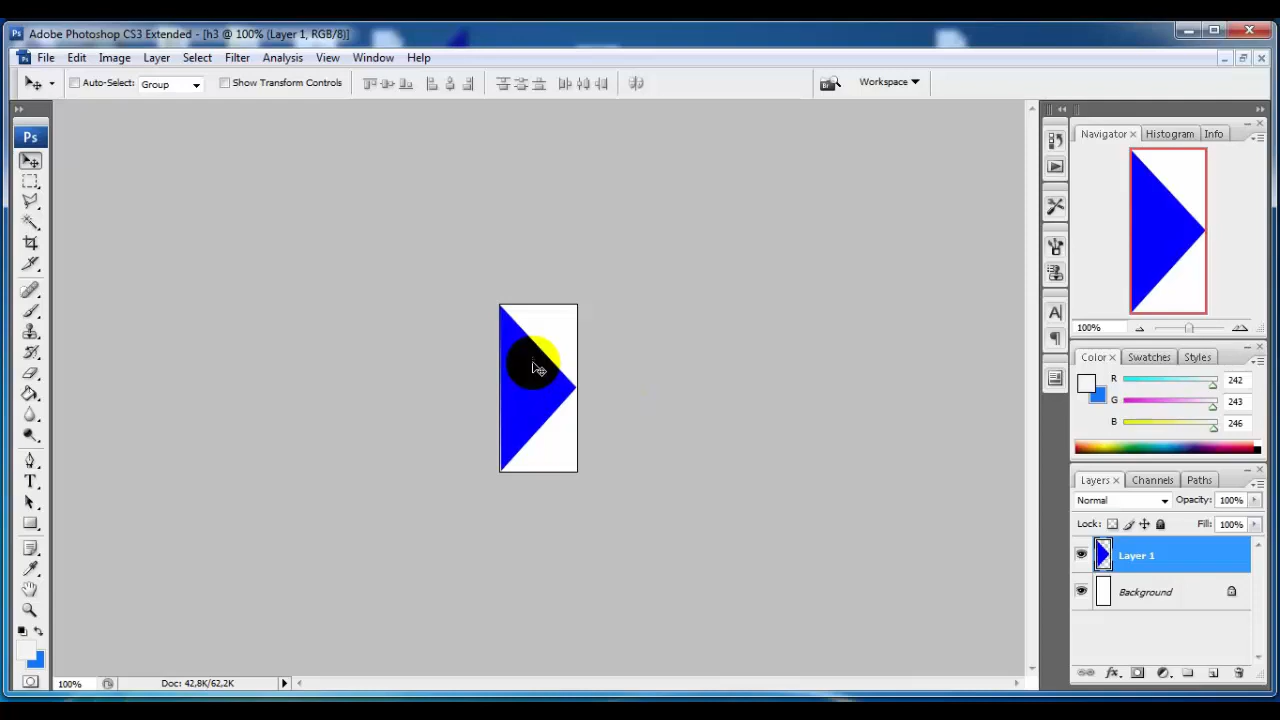 Ps Adobe Photoshop CS3 Extended - [h3 @ 100% (Layer 1, RGB/8)]
File Edit Image Layer Select Filter Analysis View Window Help
Auto-Select: Group Show Transform Controls Workspace
Ps
Navigator Histogram Info
100%
Color Swatches Styles
R 242
G 243
B 246
Layers Channels Paths
Normal Opacity: 100%
Lock: Fill: 100%
Layer 1
Background
100% Doc: 42,8K/62,2K